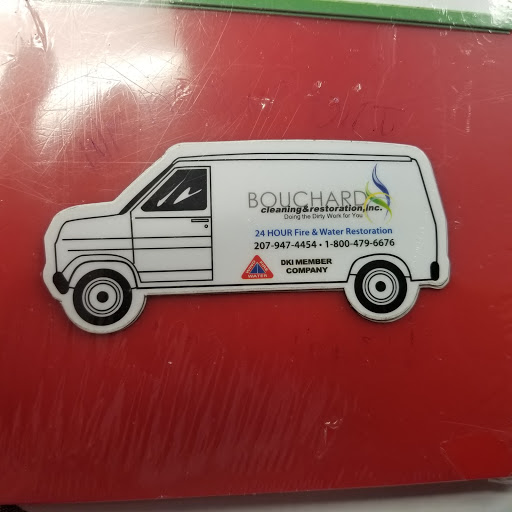 BOUCHARD
cleaning&restoration,inc.
Doing the Dirty Work for You
24 HOUR Fire & Water Restoration
207-947-4454 • 1-800-479-6676
DKI MEMBER
COMPANY
WATER